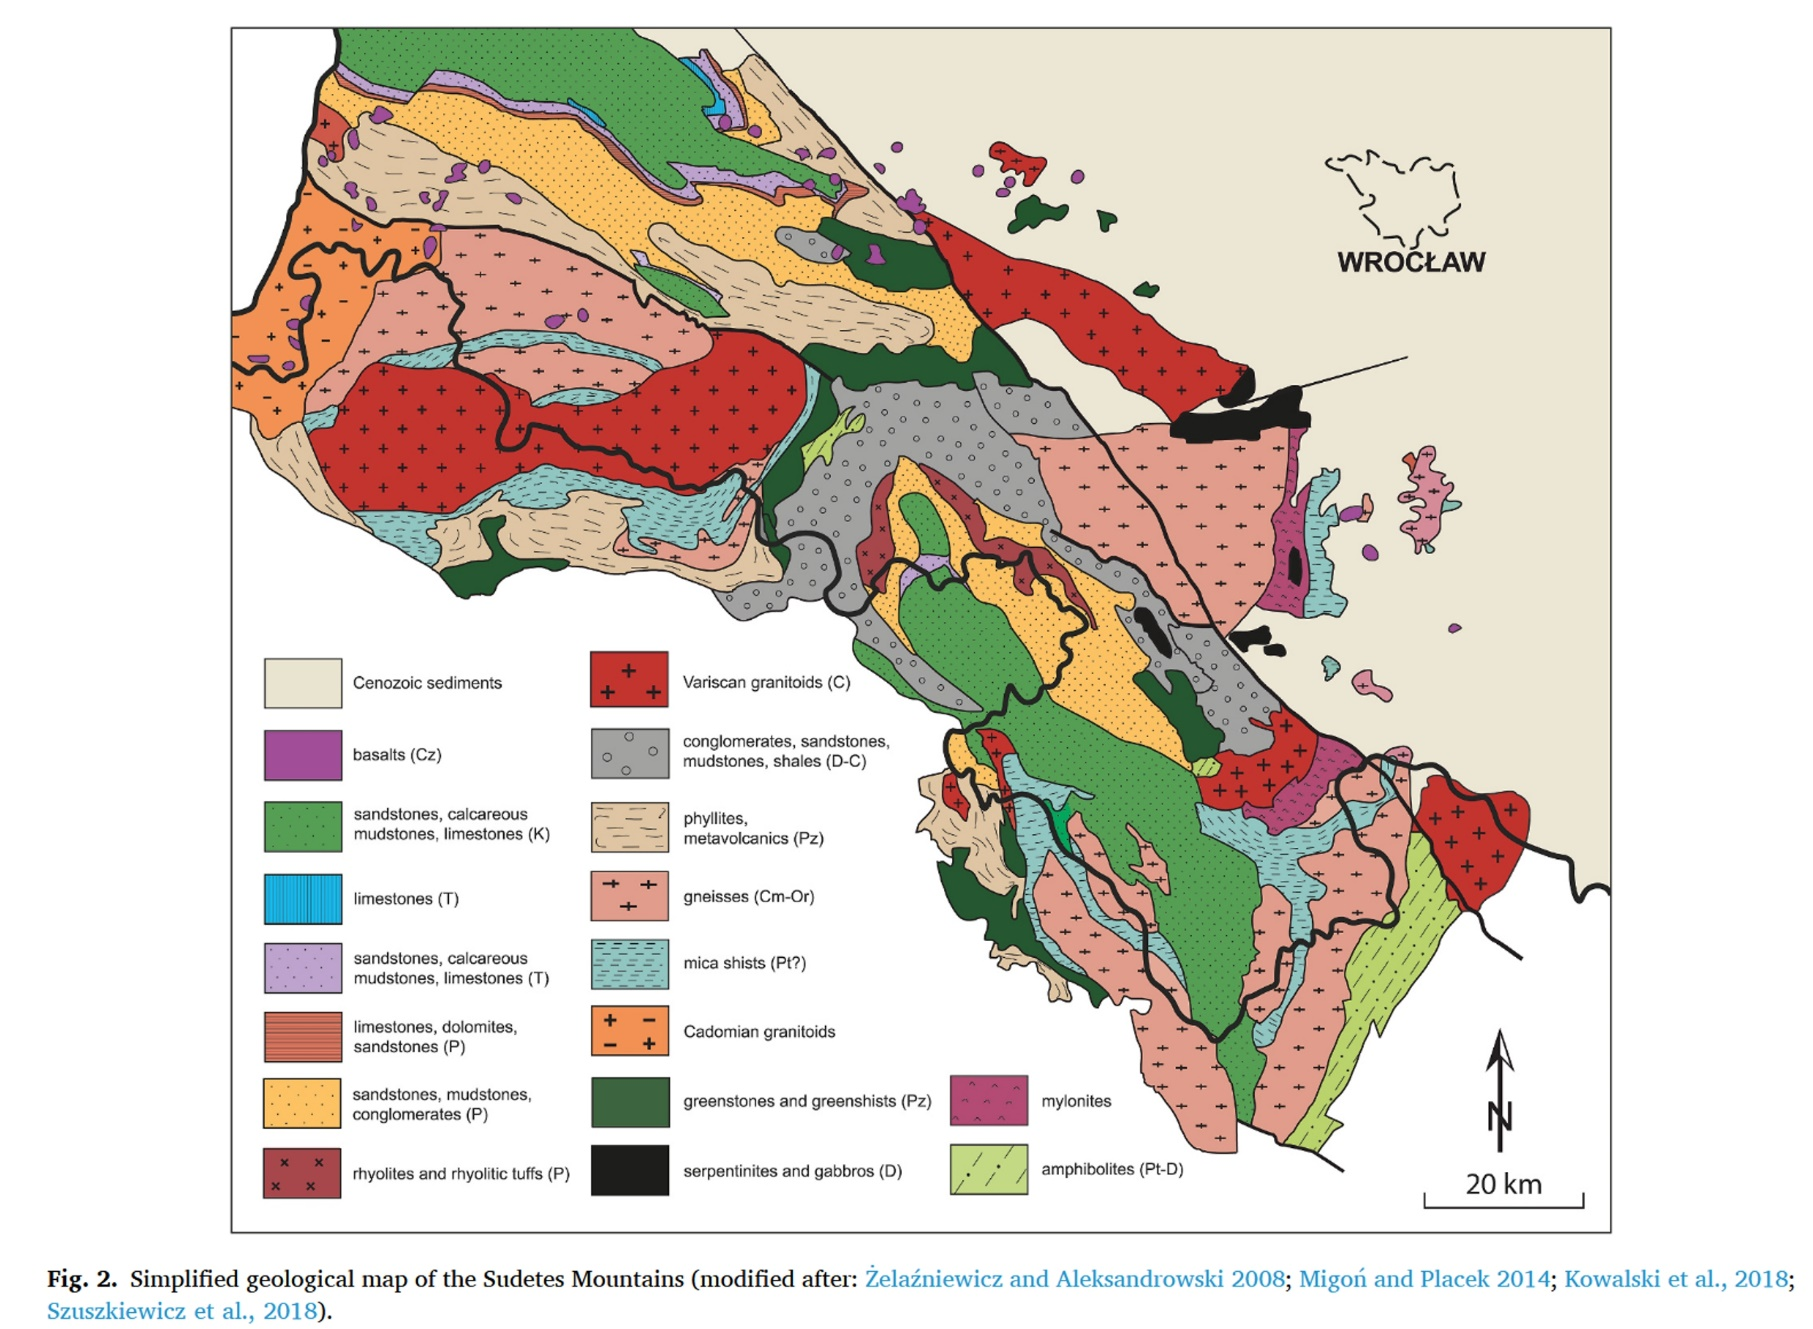 WROCŁAW
Cenozoic sediments
basalts (Cz)
sandstones, calcareous
mudstones, limestones (K)
limestones (T)
sandstones, calcareous
mudstones, limestones (T)
limestones, dolomites,
sandstones (P)
sandstones, mudstones,
conglomerates (P)
rhyolites and rhyolitic tuffs (P)
Variscan granitoids (C)
conglomerates, sandstones,
mudstones, shales (D-C)
phyllites,
metavolcanics (Pz)
gneisses (Cm-Or)
mica shists (Pt?)
Cadomian granitoids
greenstones and greenshists (Pz)
serpentinites and gabbros (D)
mylonites
amphibolites (Pt-D)
N
20 km
Fig. 2. Simplified geological map of the Sudetes Mountains (modified after: Żelaźniewicz and Aleksandrowski 2008; Migoń and Placek 2014; Kowalski et al., 2018;
Szuszkiewicz et al., 2018).